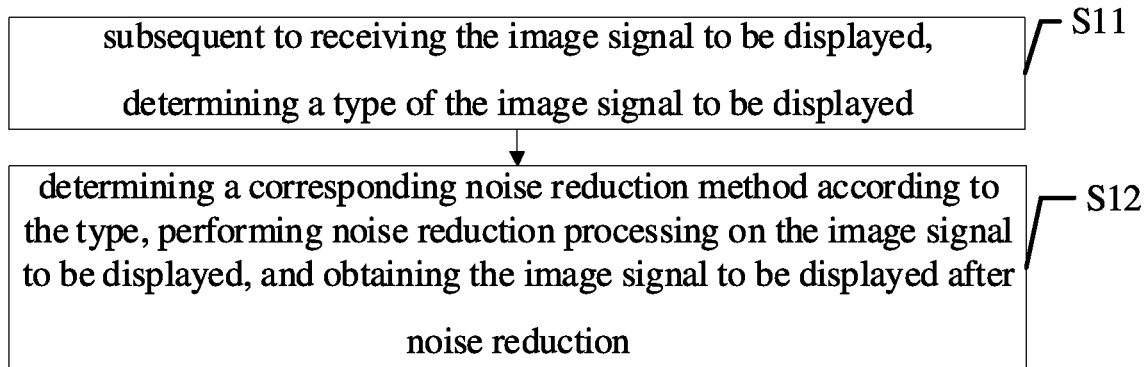 subsequent to receiving the image signal to be displayed,
S11
determining a type of the image signal to be displayed
determining a corresponding noise reduction method according to
S12
the type, performing noise reduction processing on the image signal
to be displayed, and obtaining the image signal to be displayed after
noise reduction